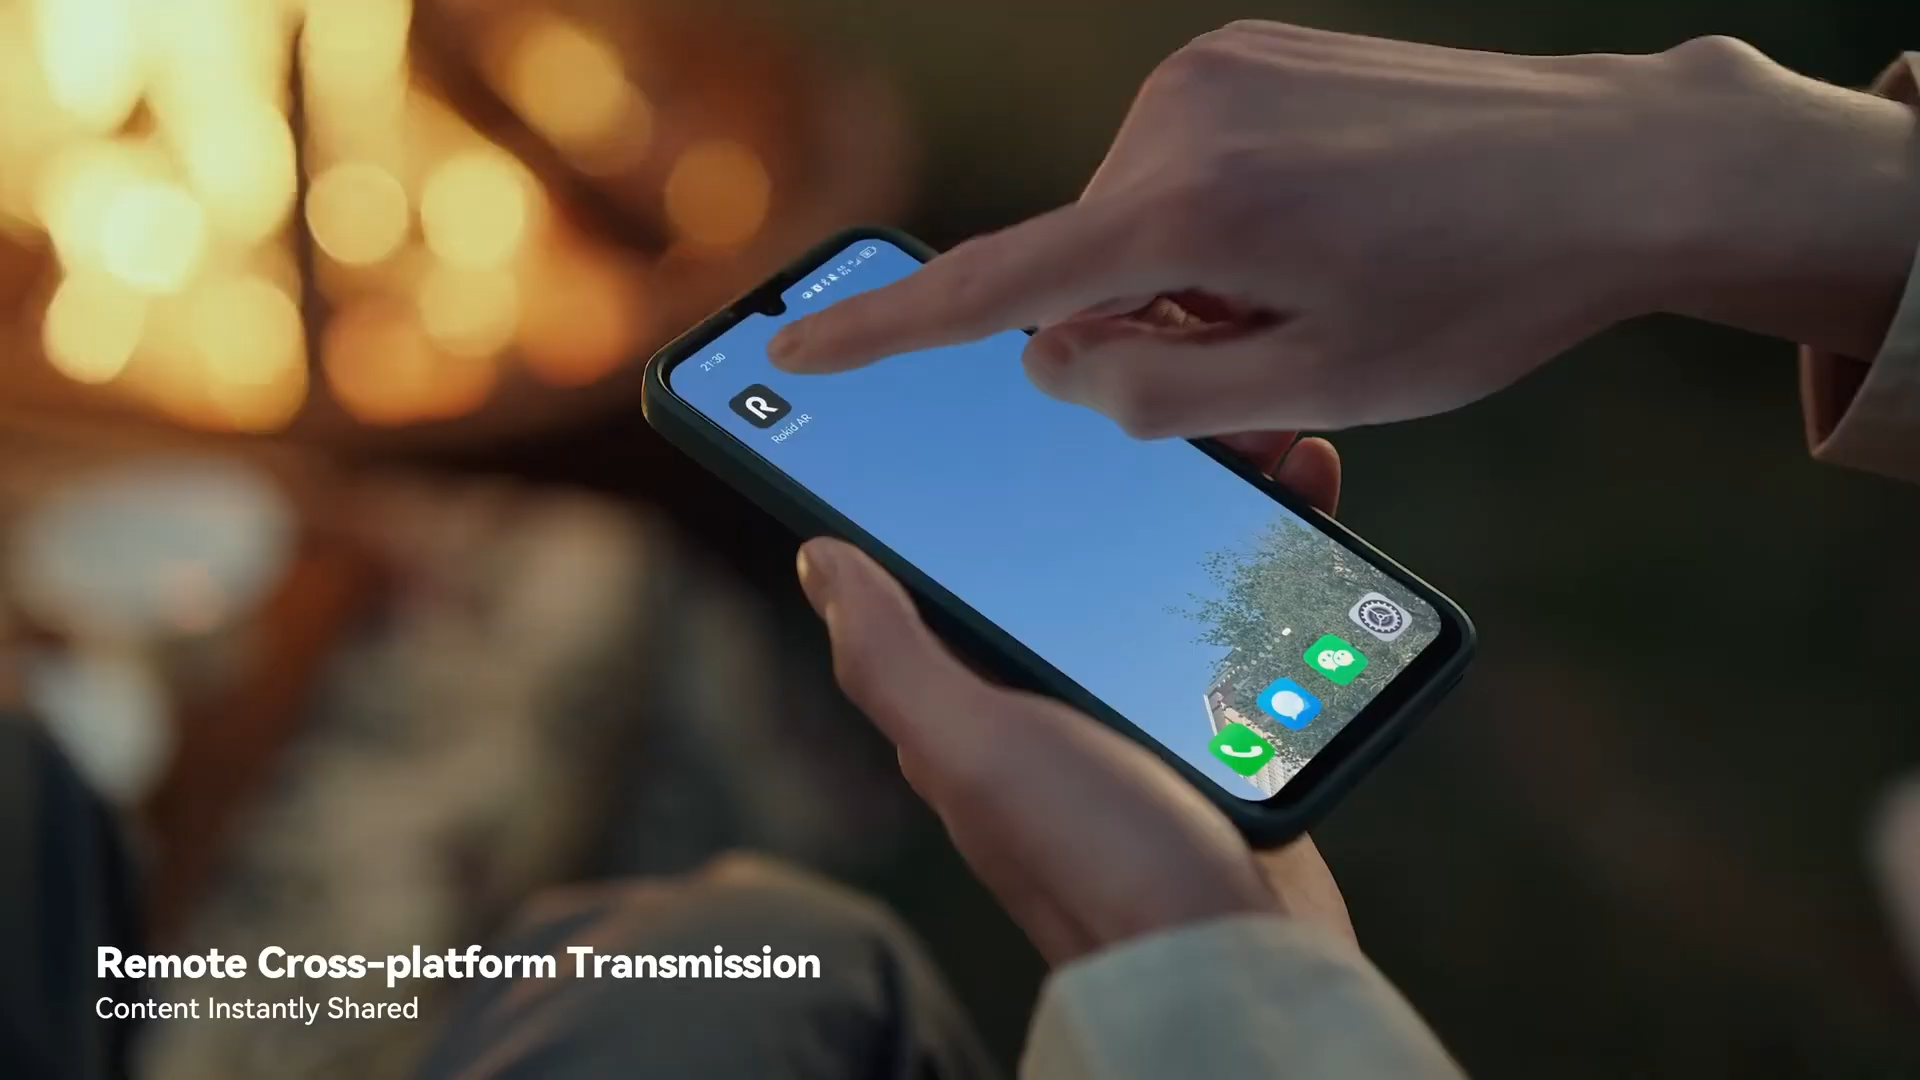 21:30
R
Rokid AR
Remote Cross-platform Transmission
Content Instantly Shared